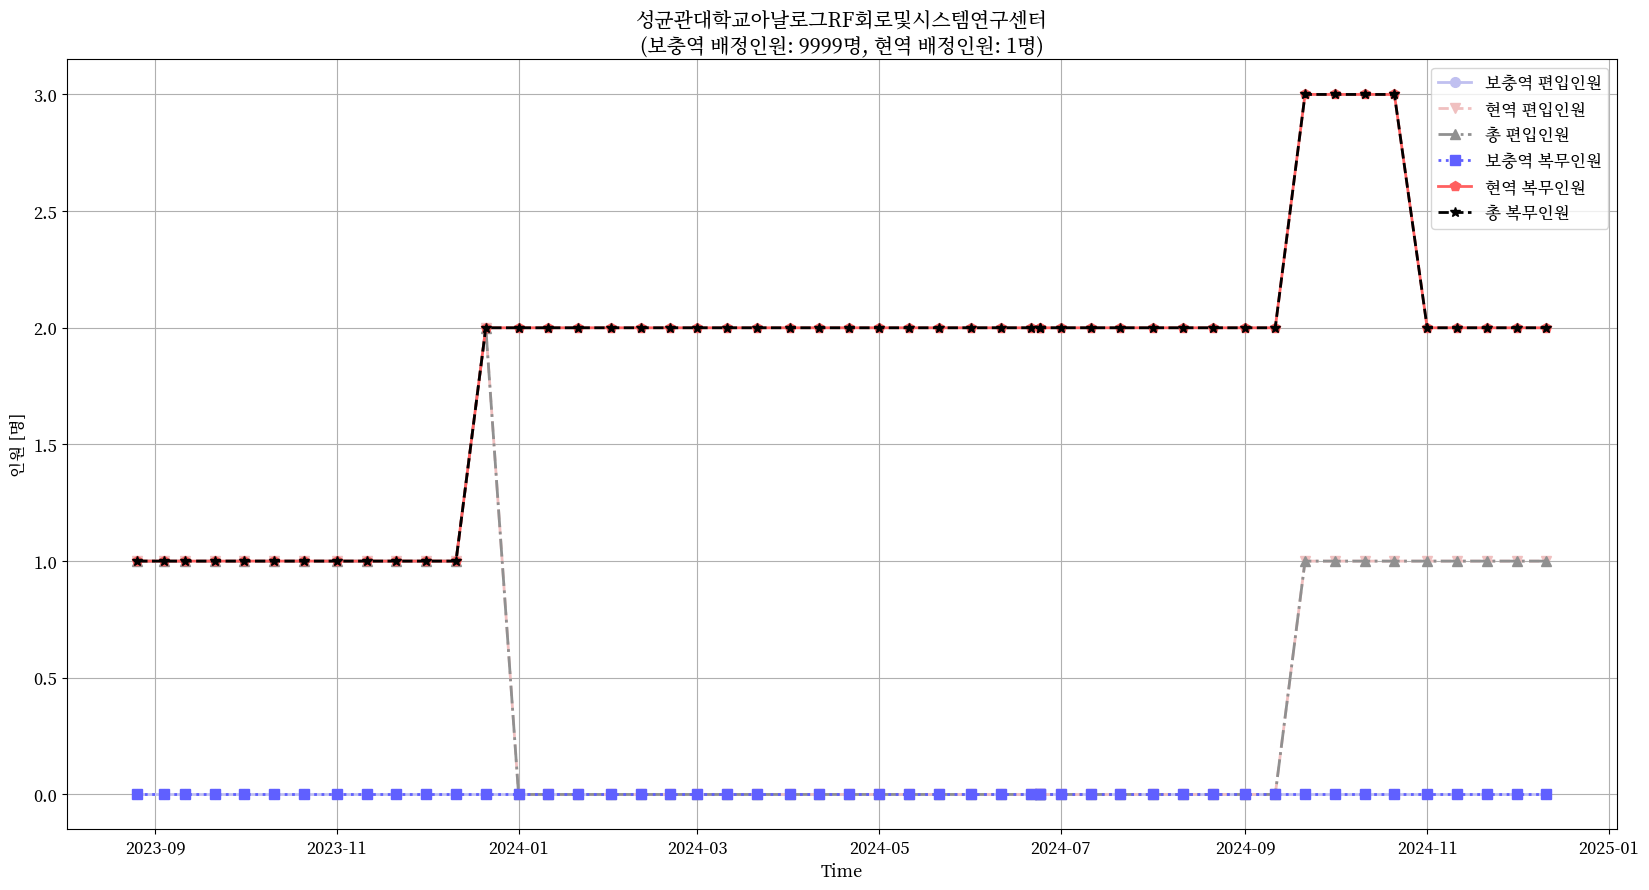 성균관대학교아날로그RF회로및시스템연구센터
(보충역 배정인원: 9999명, 현역 배정인원: 1명)
보충역 편입인원
현역 편입인원
총 편입인원
보충역 복무인원
현역 복무인원
총 복무인원
인원 [명]
3.0
2.5
2.0
1.5
1.0
0.5
0.0
2023-09
2023-11
2024-01
2024-03
2024-05
2024-07
2024-09
2024-11
2025-01
Time